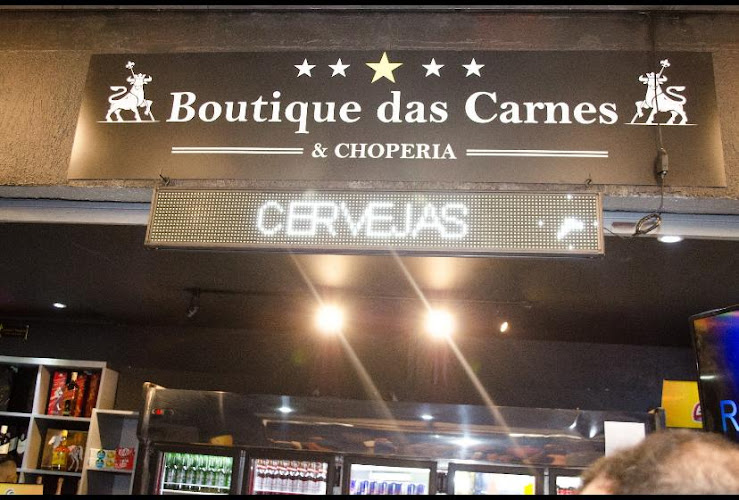 Boutique das Carnes
& CHOPERIA
CERVEJAS
R